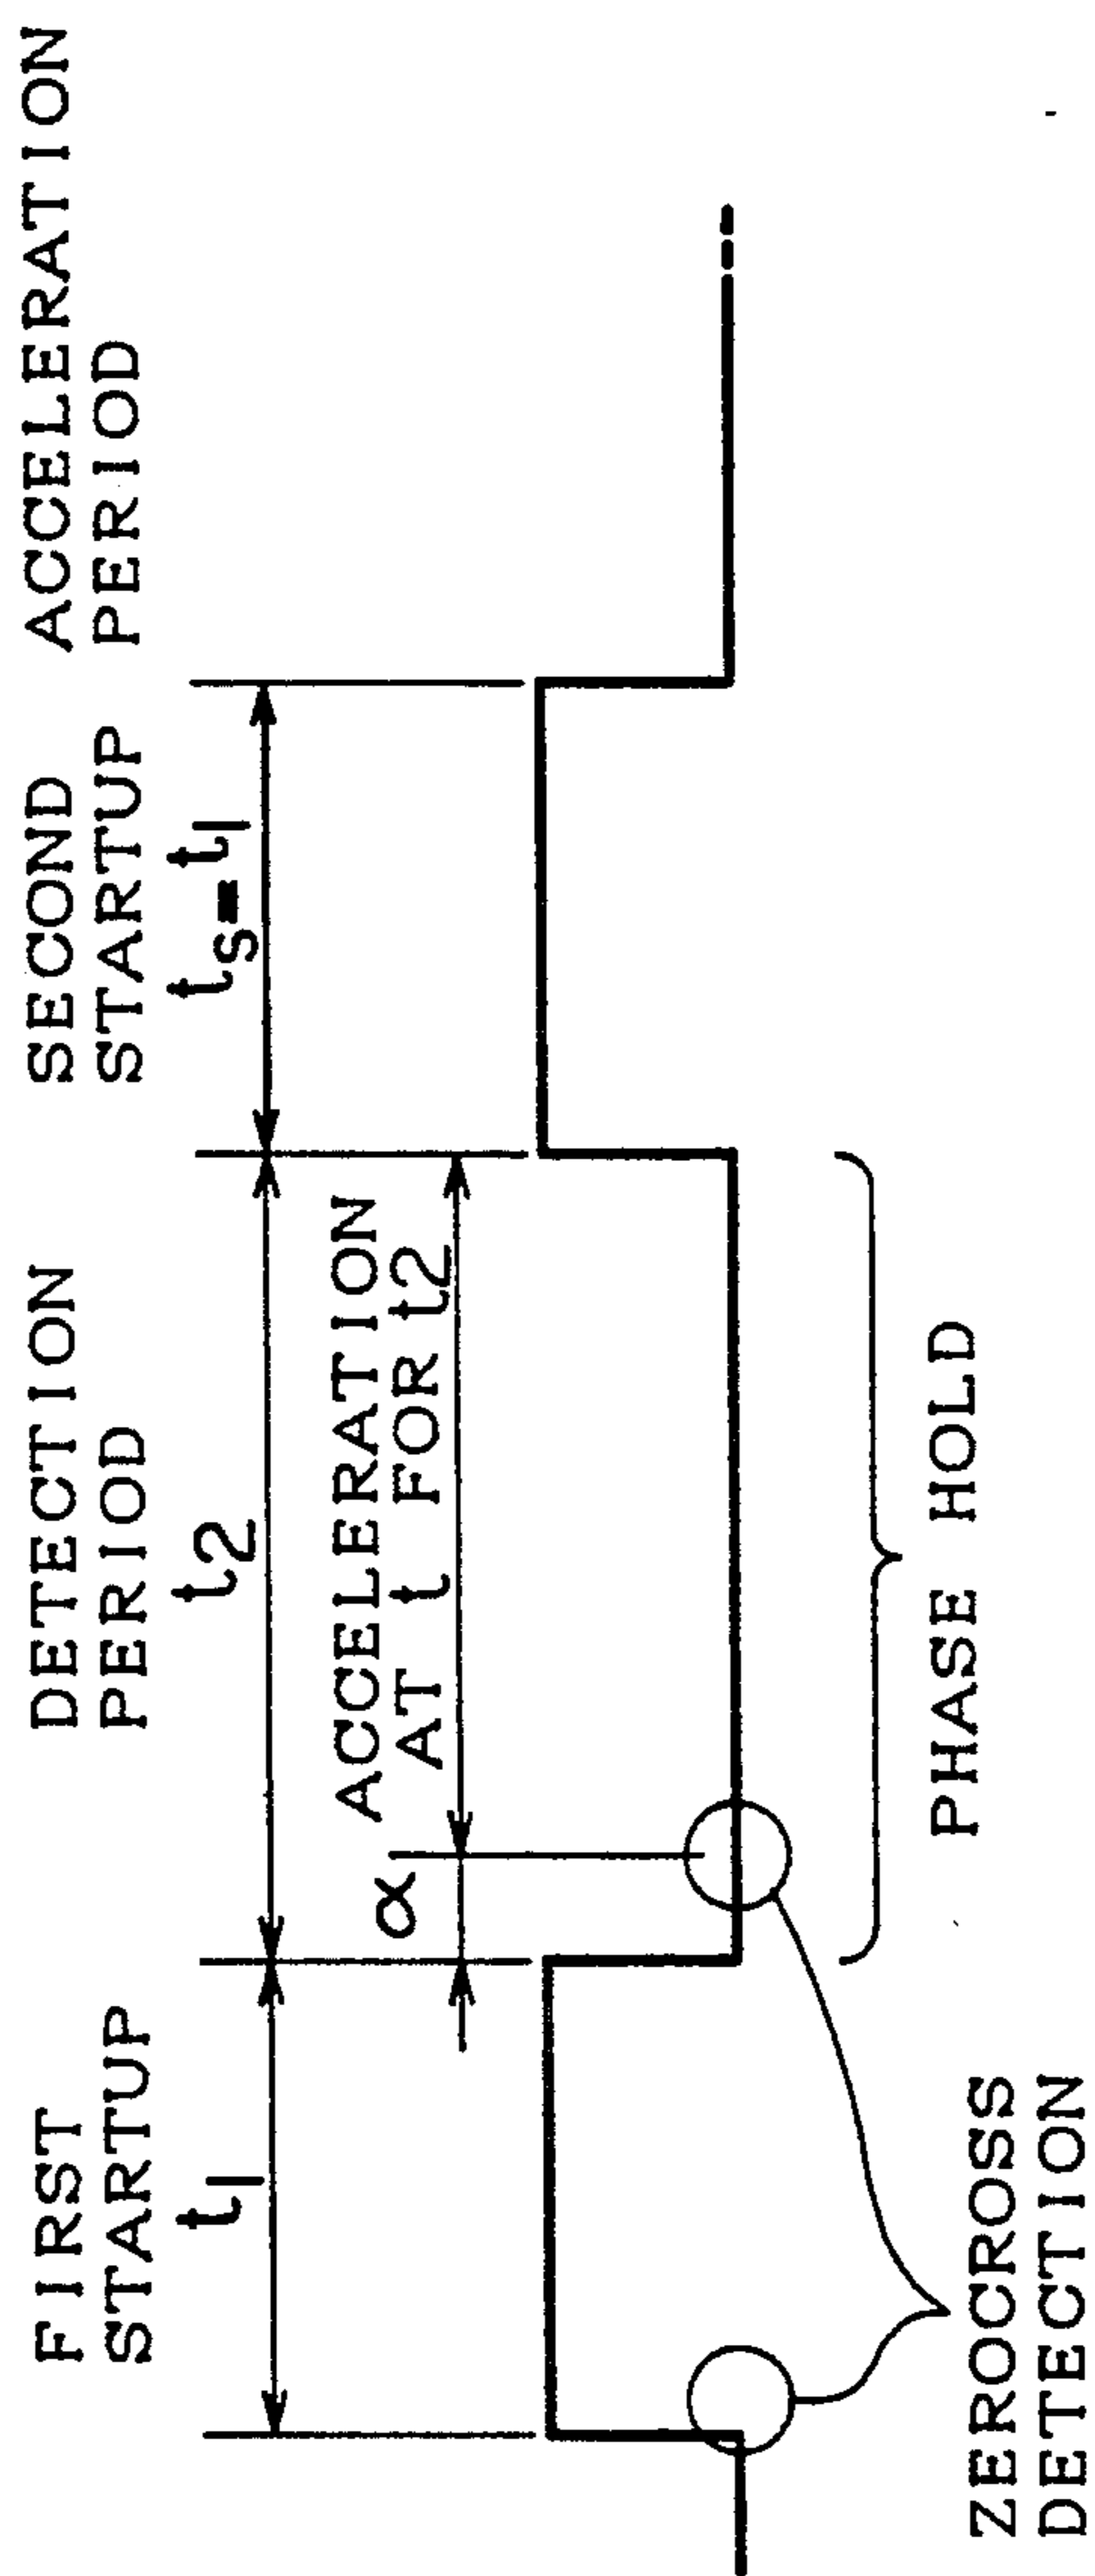 FIRST
STARTUP
t1
DETECTION
PERIOD
t2
SECOND
STARTUP
ts=t1
ACCELERATION
PERIOD
α
ACCELERATION
AT t FOR t2
ZEROCROSS
DETECTION
PHASE HOLD